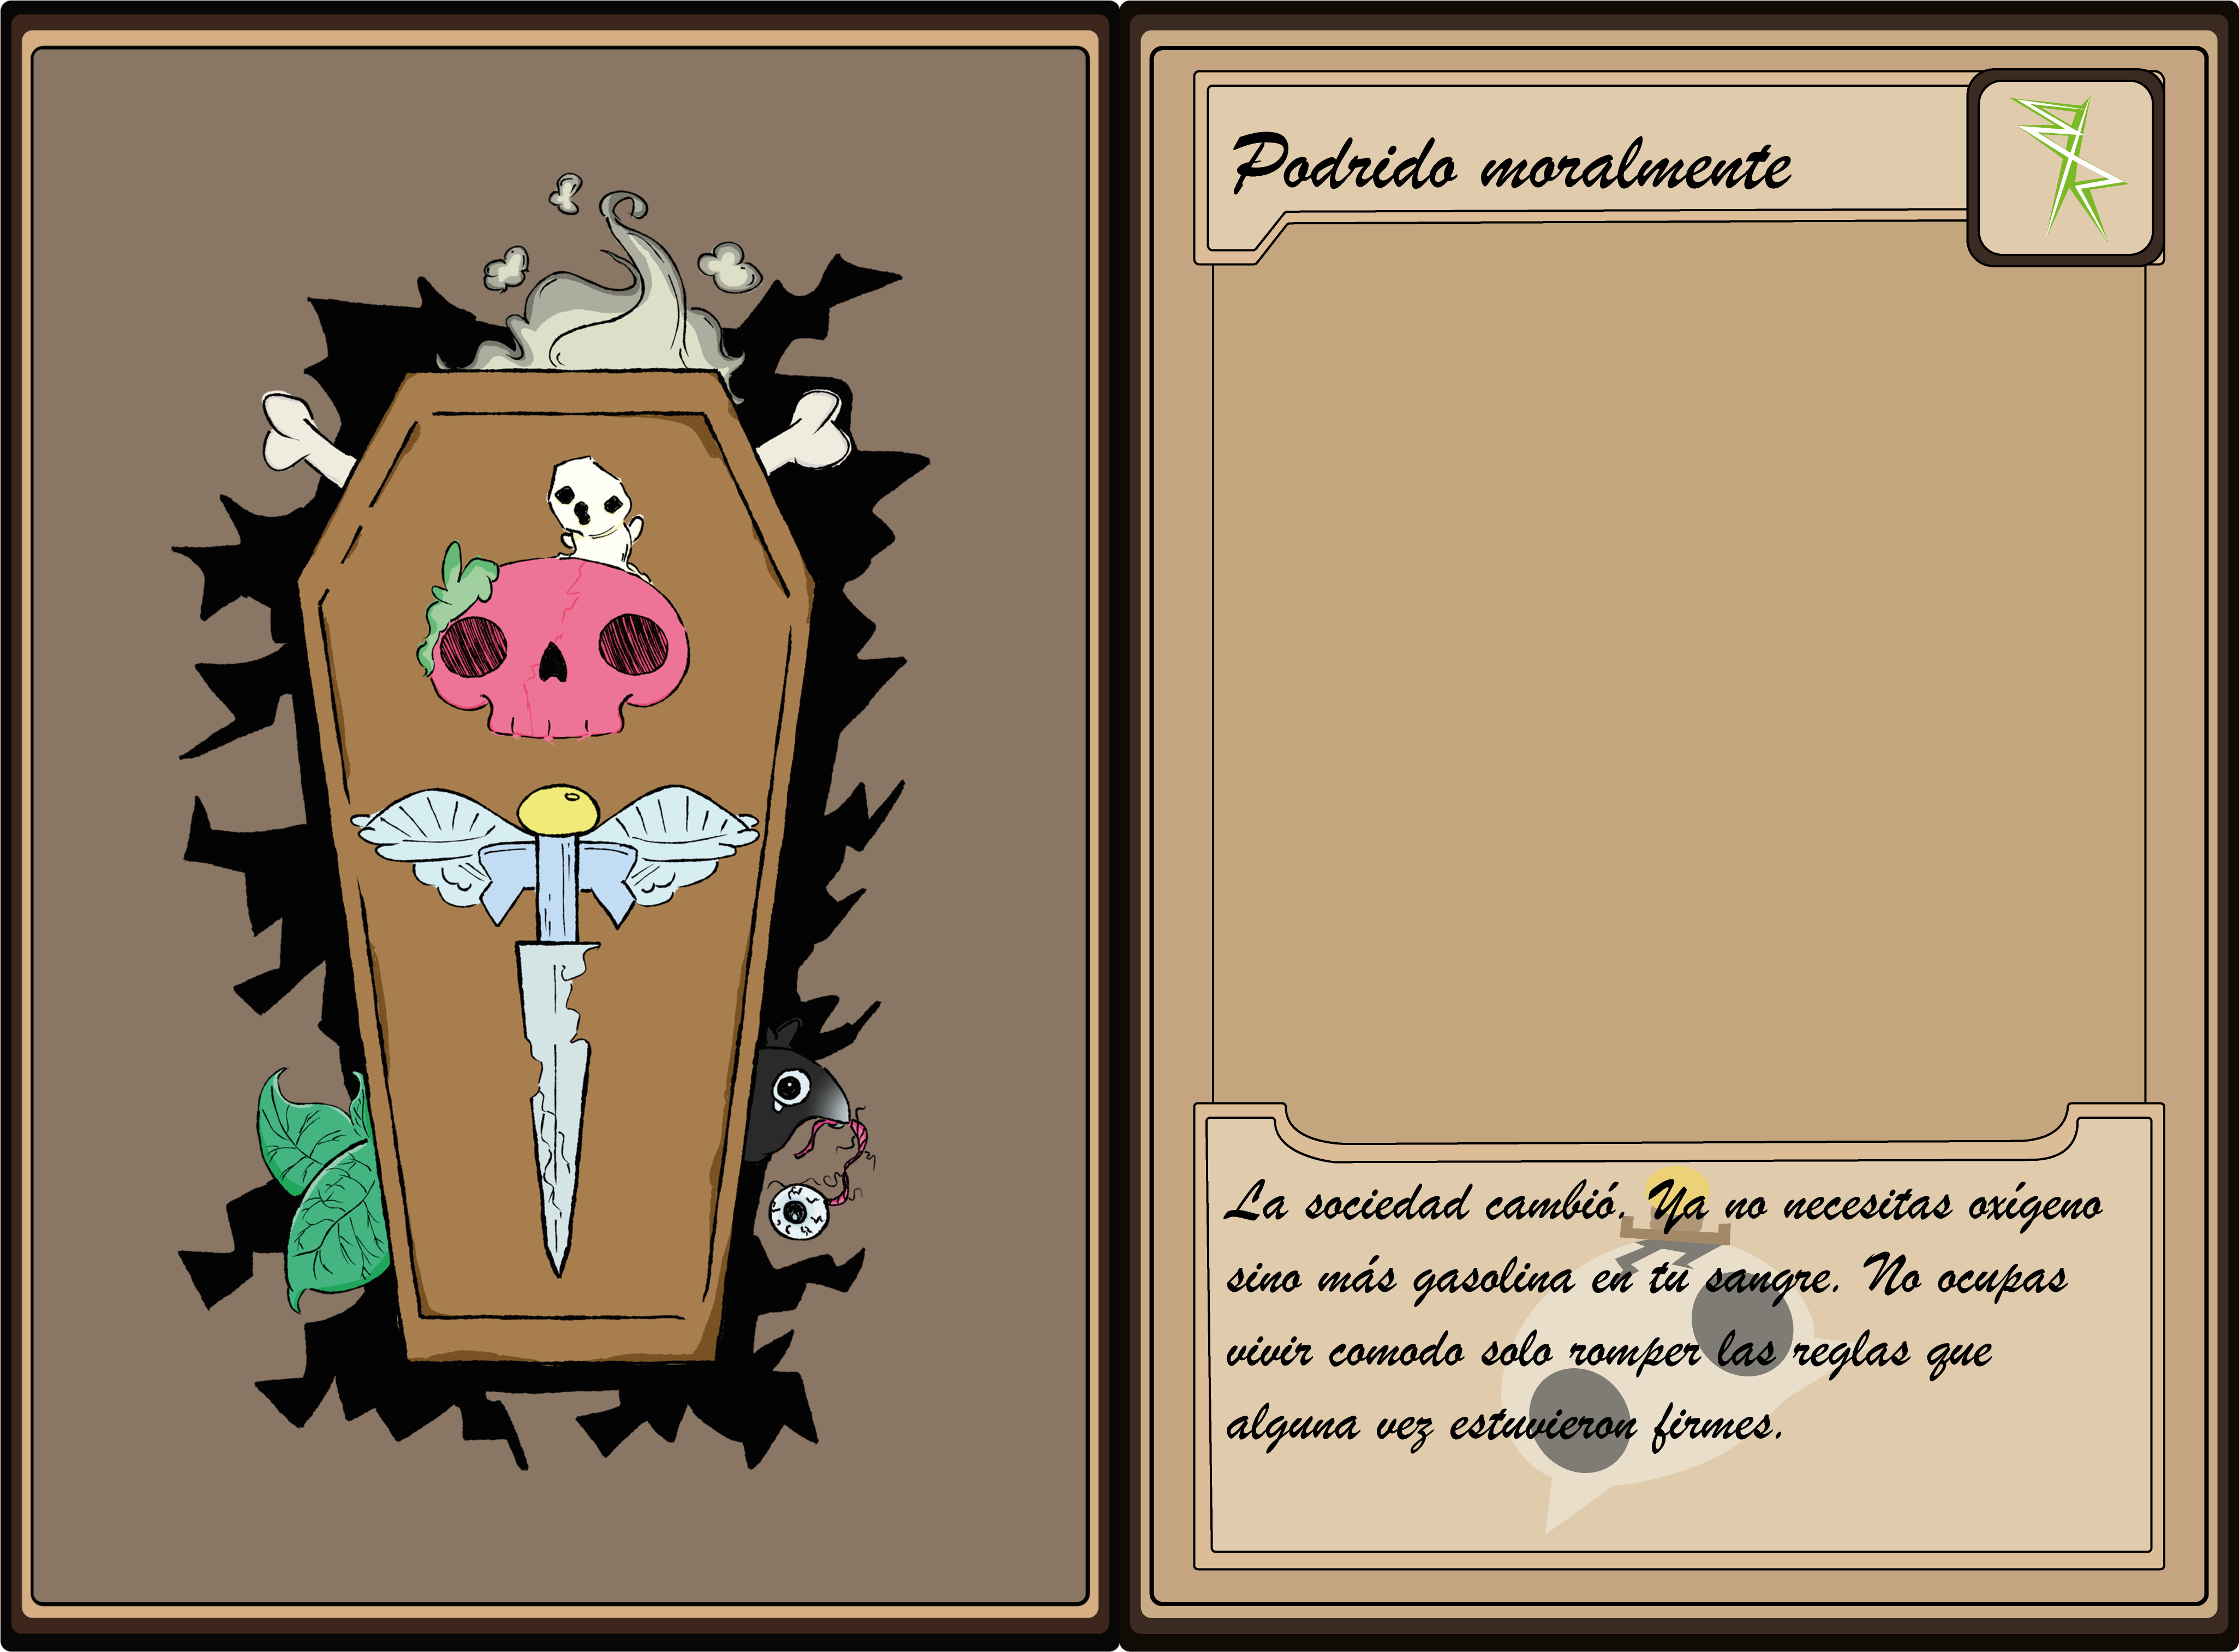 Podrido moralmente
La sociedad cambió. Ya no necesitas oxígeno
sino más gasolina en tu sangre. No ocupas
vivir comodo solo romper las reglas que
alguna vez estuvieron firmes.